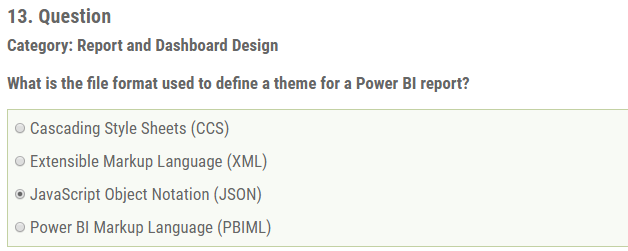 13. Question
Category: Report and Dashboard Design
What is the file format used to define a theme for a Power BI report?
Cascading Style Sheets (CCS)
Extensible Markup Language (XML)
JavaScript Object Notation (JSON)
Power BI Markup Language (PBIML)